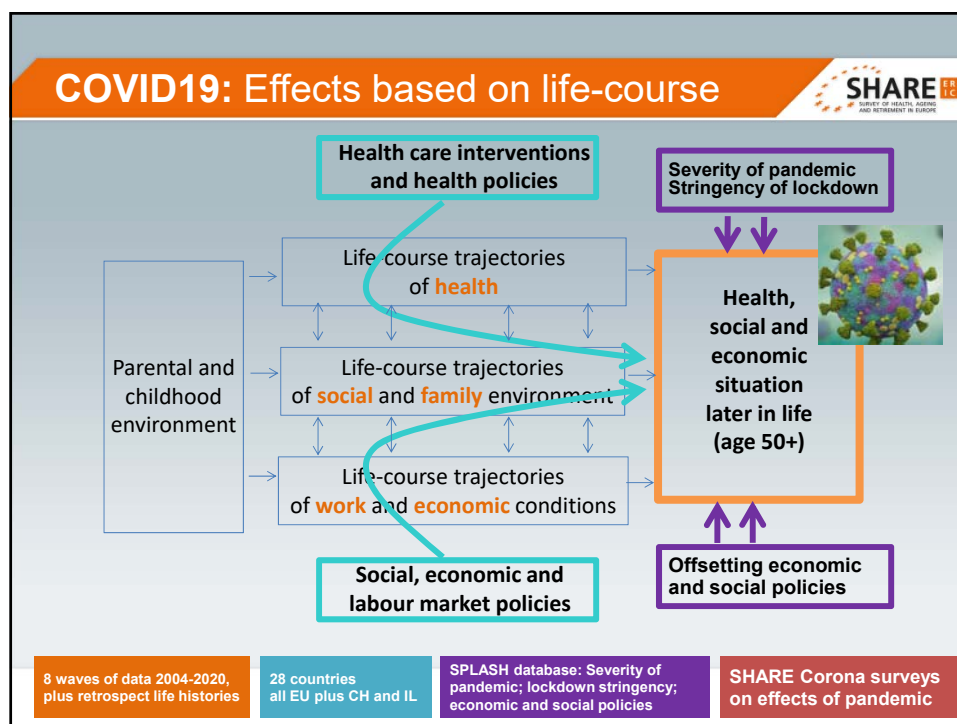 COVID19: Effects based on life-course
SHARE ERIC
SURVEY OF HEALTH, AGEING
AND RETIREMENT IN EUROPE
Health care interventions
and health policies
Severity of pandemic
Stringency of lockdown
Parental and
childhood
environment
Life-course trajectories
of health
Life-course trajectories
of social and family environment
Life-course trajectories
of work and economic conditions
Health,
social and
economic
situation
later in life
(age 50+)
Social, economic and
labour market policies
Offsetting economic
and social policies
8 waves of data 2004-2020,
plus retrospect life histories
28 countries
all EU plus CH and IL
SPLASH database: Severity of
pandemic; lockdown stringency;
economic and social policies
SHARE Corona surveys
on effects of pandemic